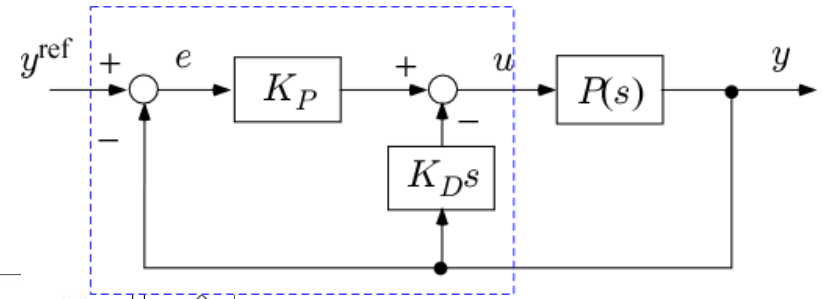 y^ref + e K_P + u P(s) y
− −
K_D s